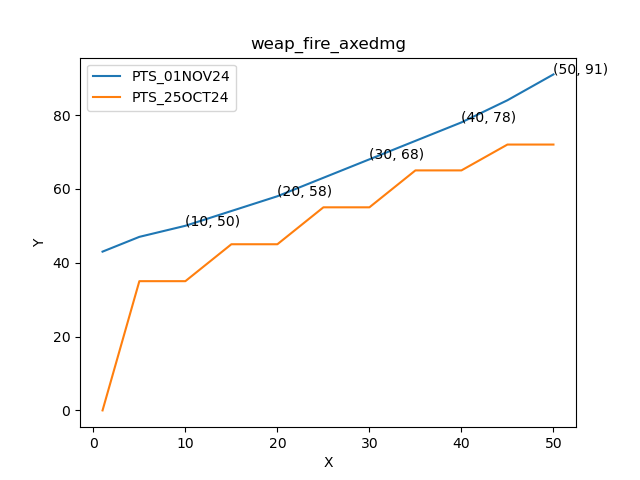 weap_fire_axedmg
PTS_01NOV24
PTS_25OCT24
(50, 91)
(40, 78)
(30, 68)
(20, 58)
(10, 50)
Y
80
60
40
20
0
0 10 20 30 40 50
X